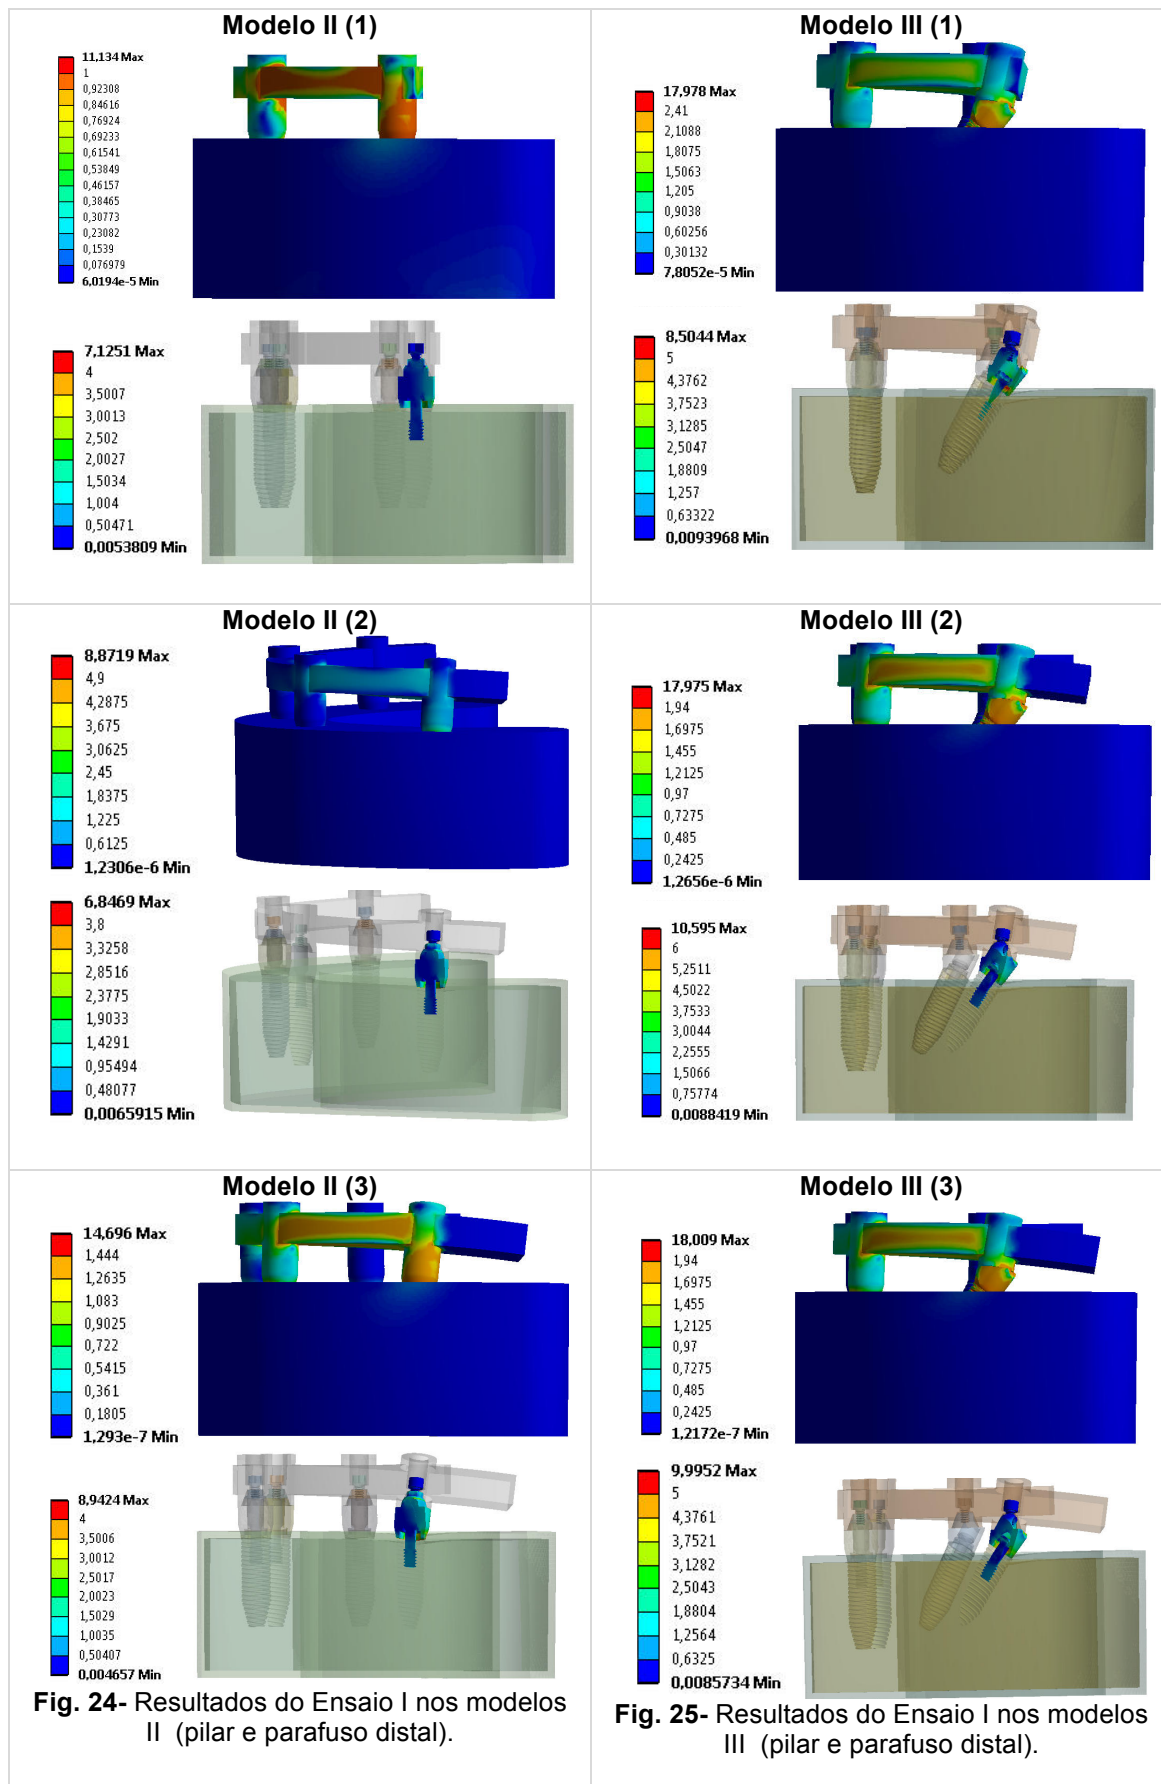 Modelo II (1)
11,134 Max
1
0,92308
0,84616
0,76924
0,69233
0,61541
0,53849
0,46157
0,38465
0,30773
0,23082
0,1539
0,076979
6,0194e-5 Min
7,1251 Max
4
3,5007
3,0013
2,502
2,0027
1,5034
1,004
0,50471
0,0053809 Min
Modelo III (1)
17,978 Max
2,41
2,1088
1,8075
1,5063
1,205
0,9038
0,60256
0,30132
7,8052e-5 Min
8,5044 Max
5
4,3762
3,7523
3,1285
2,5047
1,8809
1,257
0,63322
0,0093968 Min
Modelo II (2)
8,8719 Max
4,9
4,2875
3,675
3,0625
2,45
1,8375
1,225
0,6125
1,2306e-6 Min
6,8469 Max
3,8
3,3258
2,8516
2,3775
1,9033
1,4291
0,95494
0,48077
0,0065915 Min
Modelo III (2)
17,975 Max
1,94
1,6975
1,455
1,2125
0,97
0,7275
0,485
0,2425
1,2656e-6 Min
10,595 Max
6
5,2511
4,5022
3,7533
3,0044
2,2555
1,5066
0,75774
0,0088419 Min
Modelo II (3)
14,696 Max
1,444
1,2635
1,083
0,9025
0,722
0,5415
0,361
0,1805
1,293e-7 Min
8,9424 Max
4
3,5006
3,0012
2,5017
2,0023
1,5029
1,0035
0,50407
0,004657 Min
Fig. 24- Resultados do Ensaio I nos modelos
II (pilar e parafuso distal).
Modelo III (3)
18,009 Max
1,94
1,6975
1,455
1,2125
0,97
0,7275
0,485
0,2425
1,2172e-7 Min
9,9952 Max
5
4,3761
3,7521
3,1282
2,5043
1,8804
1,2564
0,6325
0,0085734 Min
Fig. 25- Resultados do Ensaio I nos modelos
III (pilar e parafuso distal).